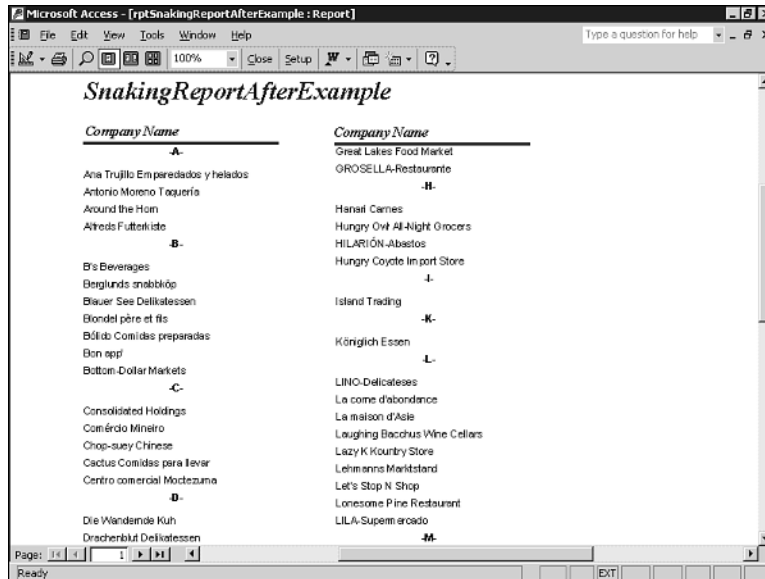 Microsoft Access - [rptSnakingReportAfterExample : Report]
File Edit View Tools Window Help
Type a question for help
100% Close Setup
SnakingReportAfterExample
Company Name
-A-
Ana Trujillo Emparedados y helados
Antonio Moreno Taquería
Around the Horn
Alfreds Futterkiste
-B-
B's Beverages
Berglunds snabbköp
Blauer See Delikatessen
Blondel père et fils
Bólido Comidas preparadas
Bon app'
Bottom-Dollar Markets
-C-
Consolidated Holdings
Comércio Mineiro
Chop-suey Chinese
Cactus Comidas para llevar
Centro comercial Moctezuma
-D-
Die Wandernde Kuh
Drachenblut Delikatessen
Company Name
Great Lakes Food Market
GROSELLA-Restaurante
-H-
Hanari Carnes
Hungry Owl All-Night Grocers
HILARIÓN-Abastos
Hungry Coyote Import Store
-I-
Island Trading
-K-
Königlich Essen
-L-
LINO-Delicateses
La corne d'abondance
La maison d'Asie
Laughing Bacchus Wine Cellars
Lazy K Kountry Store
Lehmanns Marktstand
Let's Stop N Shop
Lonesome Pine Restaurant
LILA-Supermercado
-M-
Page: 1
Ready
EXT